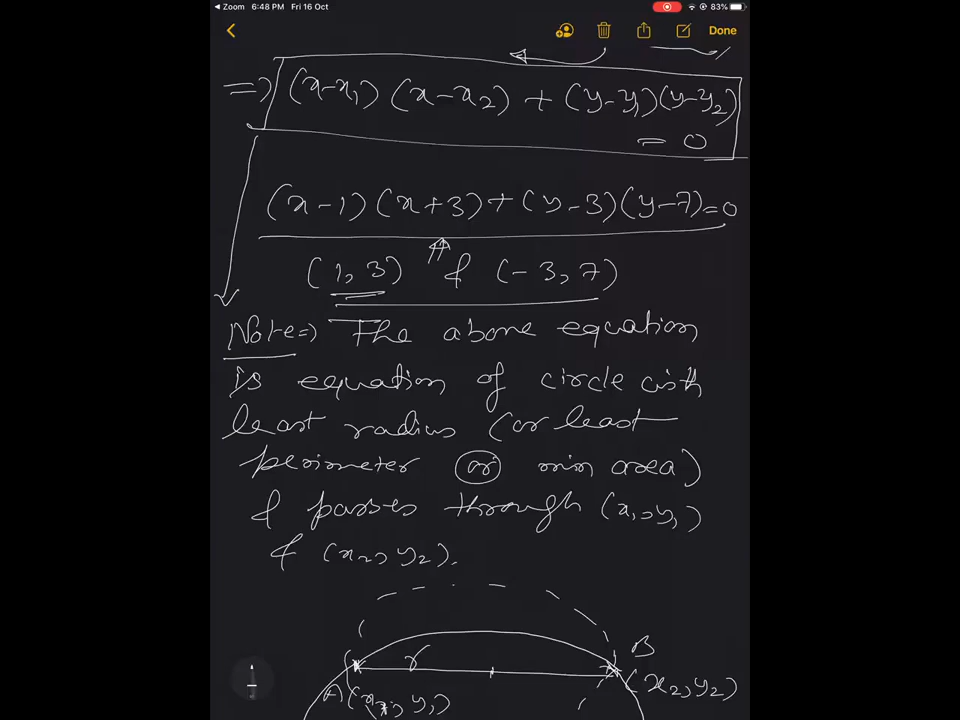 Zoom 6:48 PM Fri 16 Oct 83%
Done
=> (x-x₁) (x-x₂) + (y-y₁)(y-y₂)
= 0
(x-1) (x+3) + (y-3)(y-7)=0
(1, 3) & (-3, 7)
Note=> The above equation
is equation of circle with
least radius (or least
perimeter or min area)
& passes through (x₁, y₁)
& (x₂, y₂).
r
B
A(x₁, y₁) (x₂, y₂)